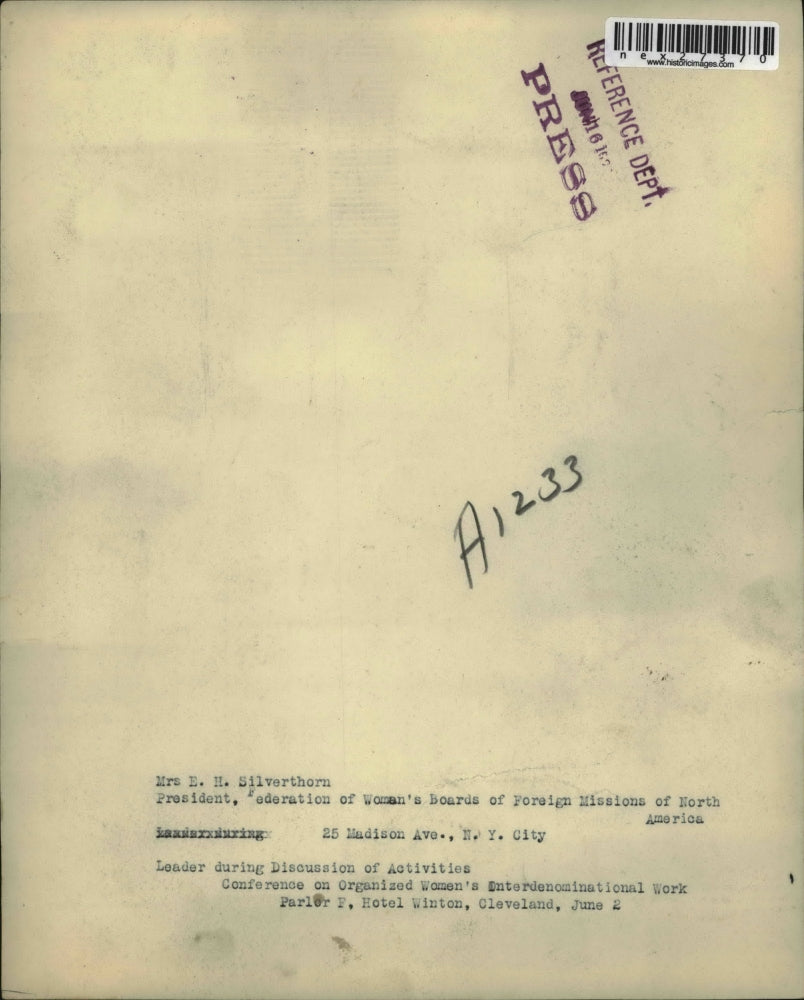 nex27370
www.historicimages.com
REFERENCE DEPT.
PRESS
A1233
Mrs E. H. Silverthorn
President, Federation of Woman's Boards of Foreign Missions of North
America
25 Madison Ave., N. Y. City
Leader during Discussion of Activities
Conference on Organized Women's Interdenominational Work
Parlor F, Hotel Winton, Cleveland, June 2